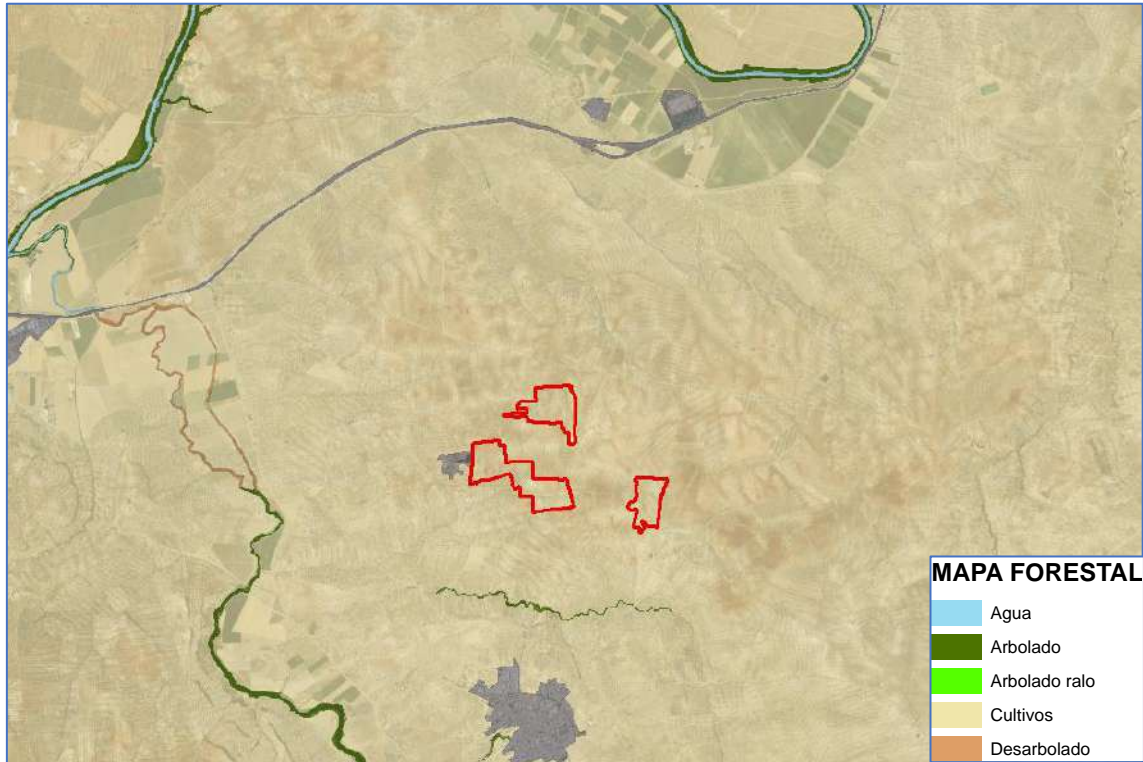 MAPA FORESTAL
Agua
Arbolado
Arbolado ralo
Cultivos
Desarbolado